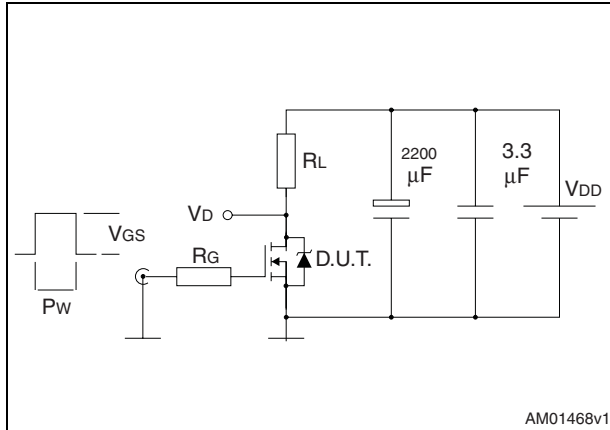 RL
2200
μF
3.3
μF
VDD
VD
VGS
RG
D.U.T.
PW
AM01468v1